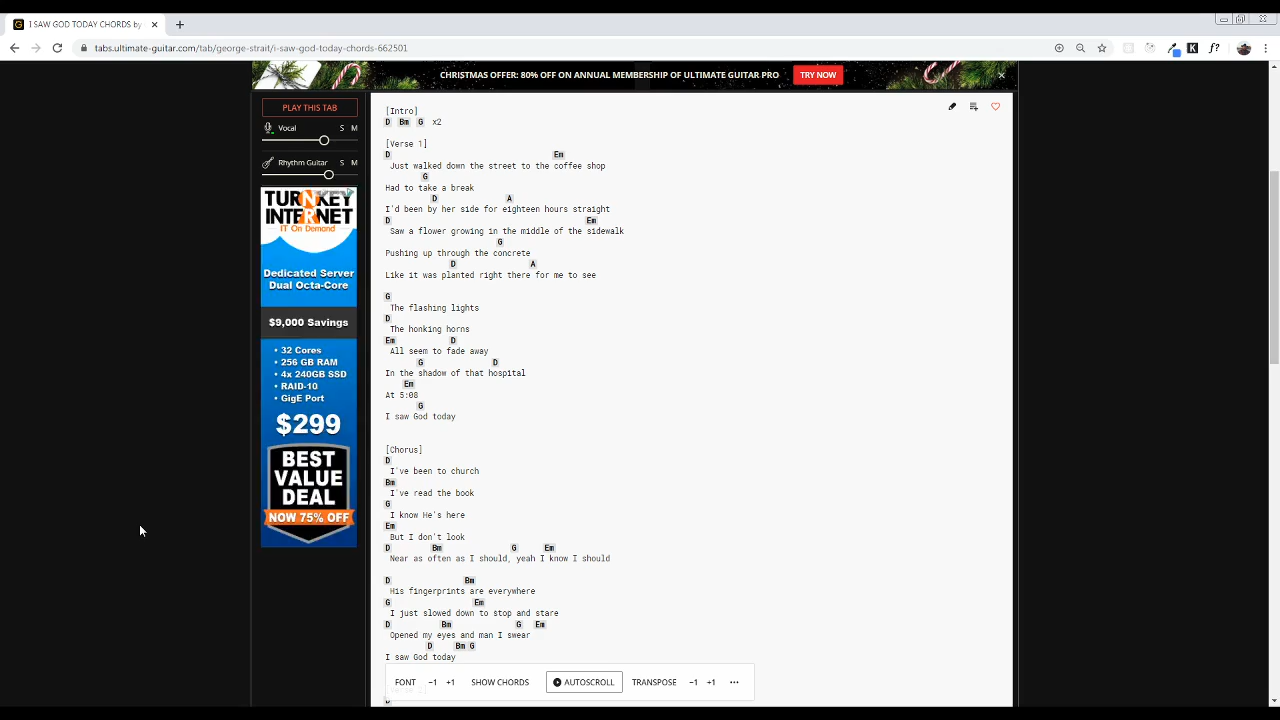 I SAW GOD TODAY CHORDS by
tabs.ultimate-guitar.com/tab/george-strait/i-saw-god-today-chords-662501
CHRISTMAS OFFER: 80% OFF ON ANNUAL MEMBERSHIP OF ULTIMATE GUITAR PRO TRY NOW
PLAY THIS TAB
Vocal S M
Rhythm Guitar S M
TURNKEY
INTERNET
IT On Demand
Dedicated Server
Dual Octa-Core
$9,000 Savings
• 32 Cores
• 256 GB RAM
• 4x 240GB SSD
• RAID-10
• GigE Port
$299
BEST
VALUE
DEAL
NOW 75% OFF
[Intro]
D Bm G x2
[Verse 1]
D Em
Just walked down the street to the coffee shop
G
Had to take a break
D A
I'd been by her side for eighteen hours straight
D Em
Saw a flower growing in the middle of the sidewalk
G
Pushing up through the concrete
D A
Like it was planted right there for me to see
G
The flashing lights
D
The honking horns
Em D
All seem to fade away
G D
In the shadow of that hospital
Em
At 5:08
G
I saw God today
[Chorus]
D
I've been to church
Bm
I've read the book
G
I know He's here
Em
But I don't look
D Bm G Em
Near as often as I should, yeah I know I should
D Bm
His fingerprints are everywhere
G Em
I just slowed down to stop and stare
D Bm G Em
Opened my eyes and man I swear
D Bm G
I saw God today
FONT −1 +1 SHOW CHORDS AUTOSCROLL TRANSPOSE −1 +1 •••